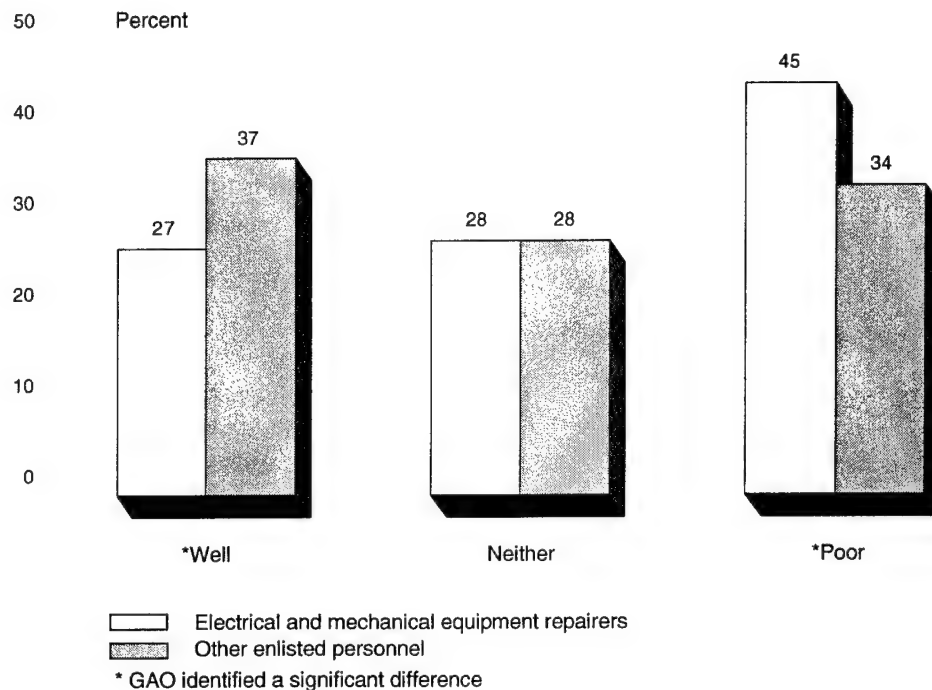 50 Percent
45
40
37
34
30
27
28 28
20
10
0
*Well Neither *Poor
Electrical and mechanical equipment repairers
Other enlisted personnel
* GAO identified a significant difference